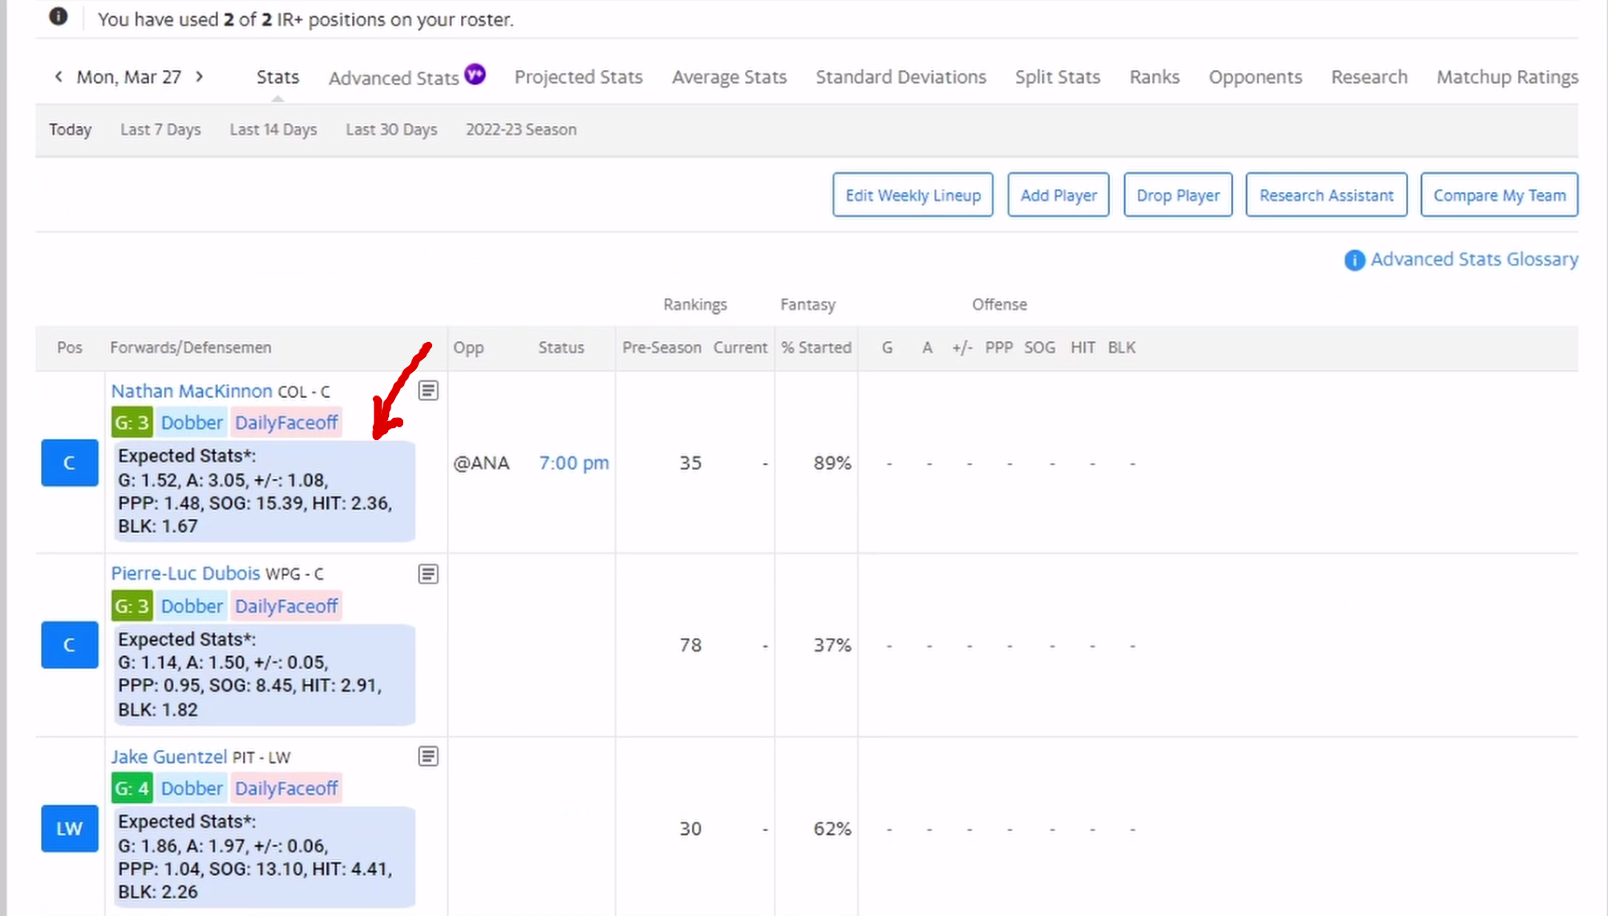 You have used 2 of 2 IR+ positions on your roster.
< Mon, Mar 27 > Stats Advanced Stats Y+ Projected Stats Average Stats Standard Deviations Split Stats Ranks Opponents Research Matchup Ratings
Today Last 7 Days Last 14 Days Last 30 Days 2022-23 Season
Edit Weekly Lineup Add Player Drop Player Research Assistant Compare My Team
Advanced Stats Glossary
Rankings Fantasy Offense
Pos Forwards/Defensemen Opp Status Pre-Season Current % Started G A +/- PPP SOG HIT BLK
Nathan MacKinnon COL - C
G: 3 Dobber DailyFaceoff
Expected Stats*:
C @ANA 7:00 pm 35 - 89% - - - - - - -
G: 1.52, A: 3.05, +/-: 1.08,
PPP: 1.48, SOG: 15.39, HIT: 2.36,
BLK: 1.67
Pierre-Luc Dubois WPG - C
G: 3 Dobber DailyFaceoff
Expected Stats*:
C 78 - 37% - - - - - - -
G: 1.14, A: 1.50, +/-: 0.05,
PPP: 0.95, SOG: 8.45, HIT: 2.91,
BLK: 1.82
Jake Guentzel PIT - LW
G: 4 Dobber DailyFaceoff
Expected Stats*:
LW 30 - 62% - - - - - - -
G: 1.86, A: 1.97, +/-: 0.06,
PPP: 1.04, SOG: 13.10, HIT: 4.41,
BLK: 2.26